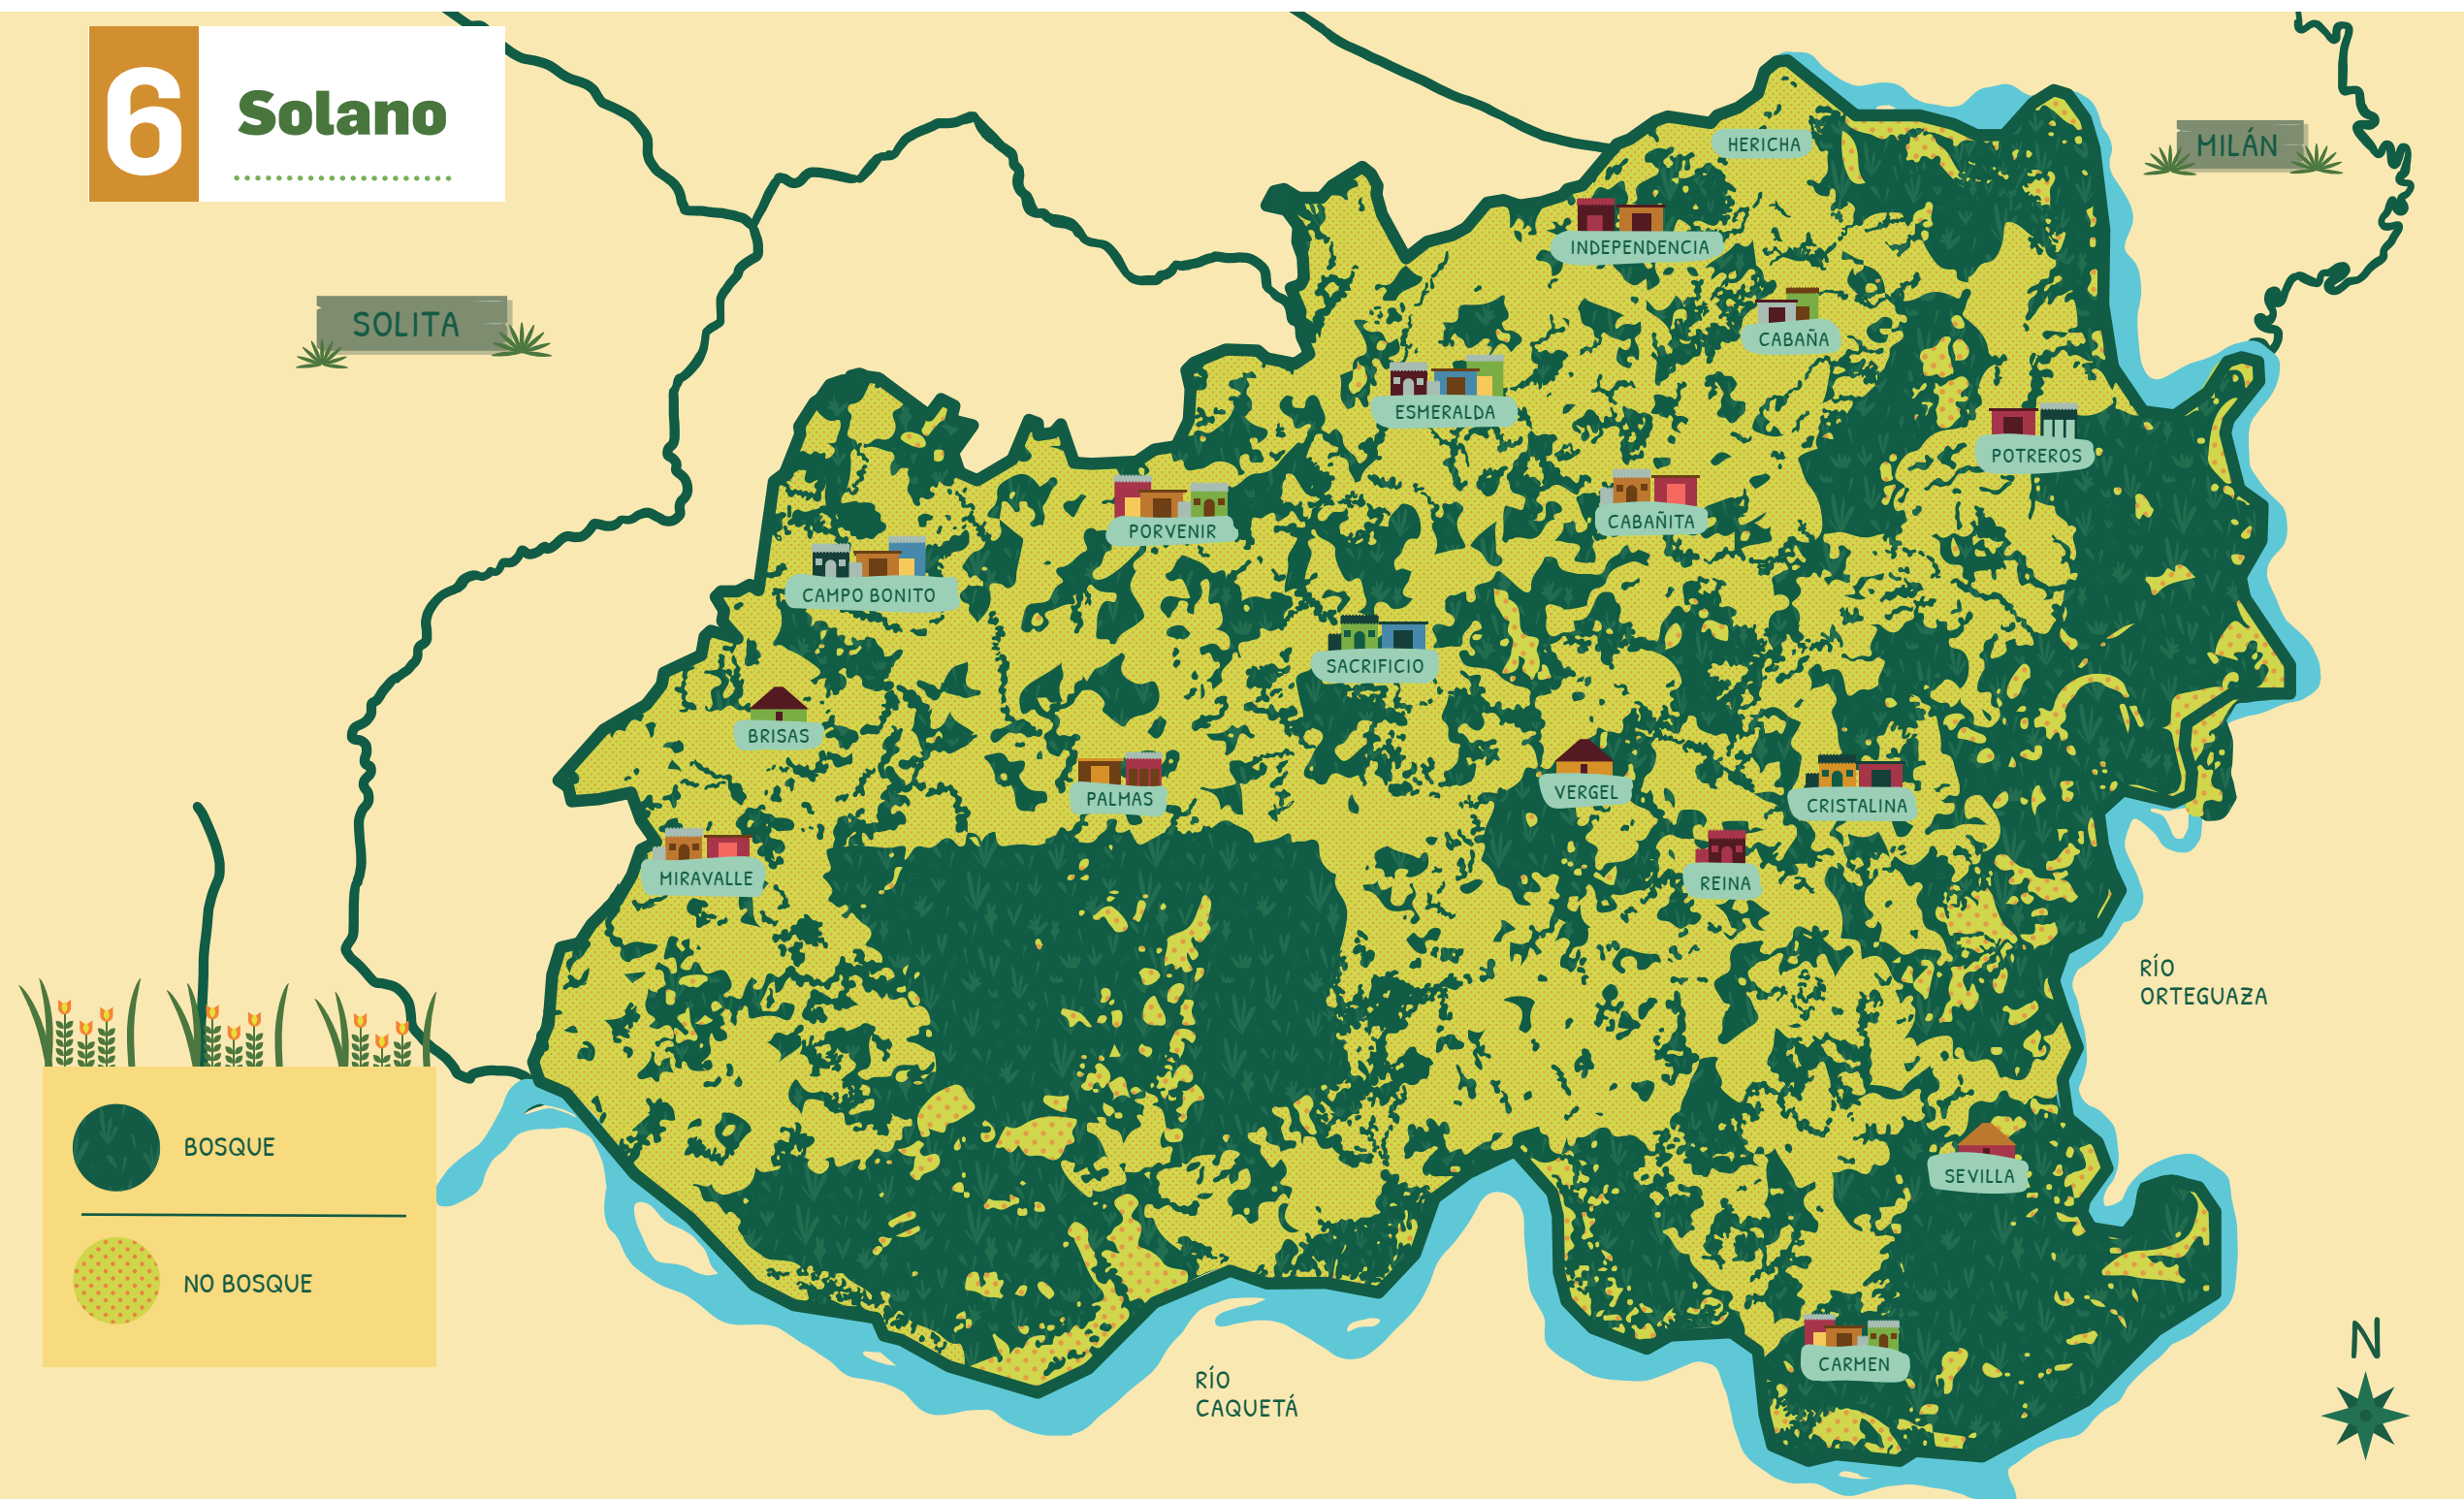 6
Solano
HERICHA
MILÁN
INDEPENDENCIA
SOLITA
CABAÑA
ESMERALDA
POTREROS
CABAÑITA
PORVENIR
CAMPO BONITO
SACRIFICIO
BRISAS
VERGEL
PALMAS
CRISTALINA
MIRAVALLE
REINA
RÍO
ORTEGUAZA
BOSQUE
SEVILLA
NO BOSQUE
N
CARMEN
RÍO
CAQUETÁ